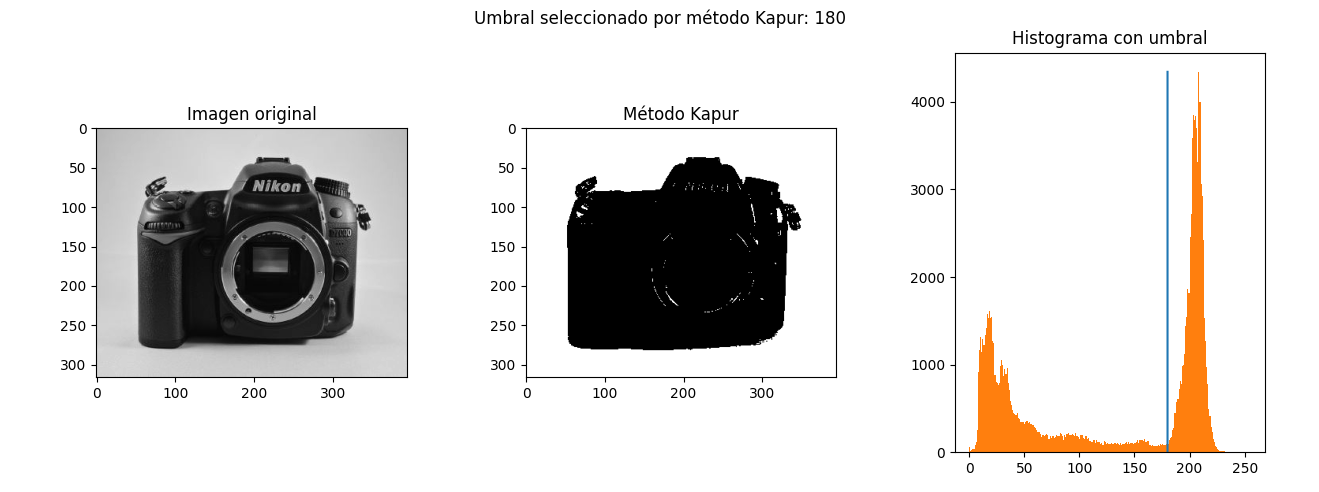 Umbral seleccionado por método Kapur: 180
Imagen original
0
50
100
150
200
250
300
0 100 200 300
Nikon
D7000
Método Kapur
0
50
100
150
200
250
300
0 100 200 300
Histograma con umbral
4000
3000
2000
1000
0
0 50 100 150 200 250